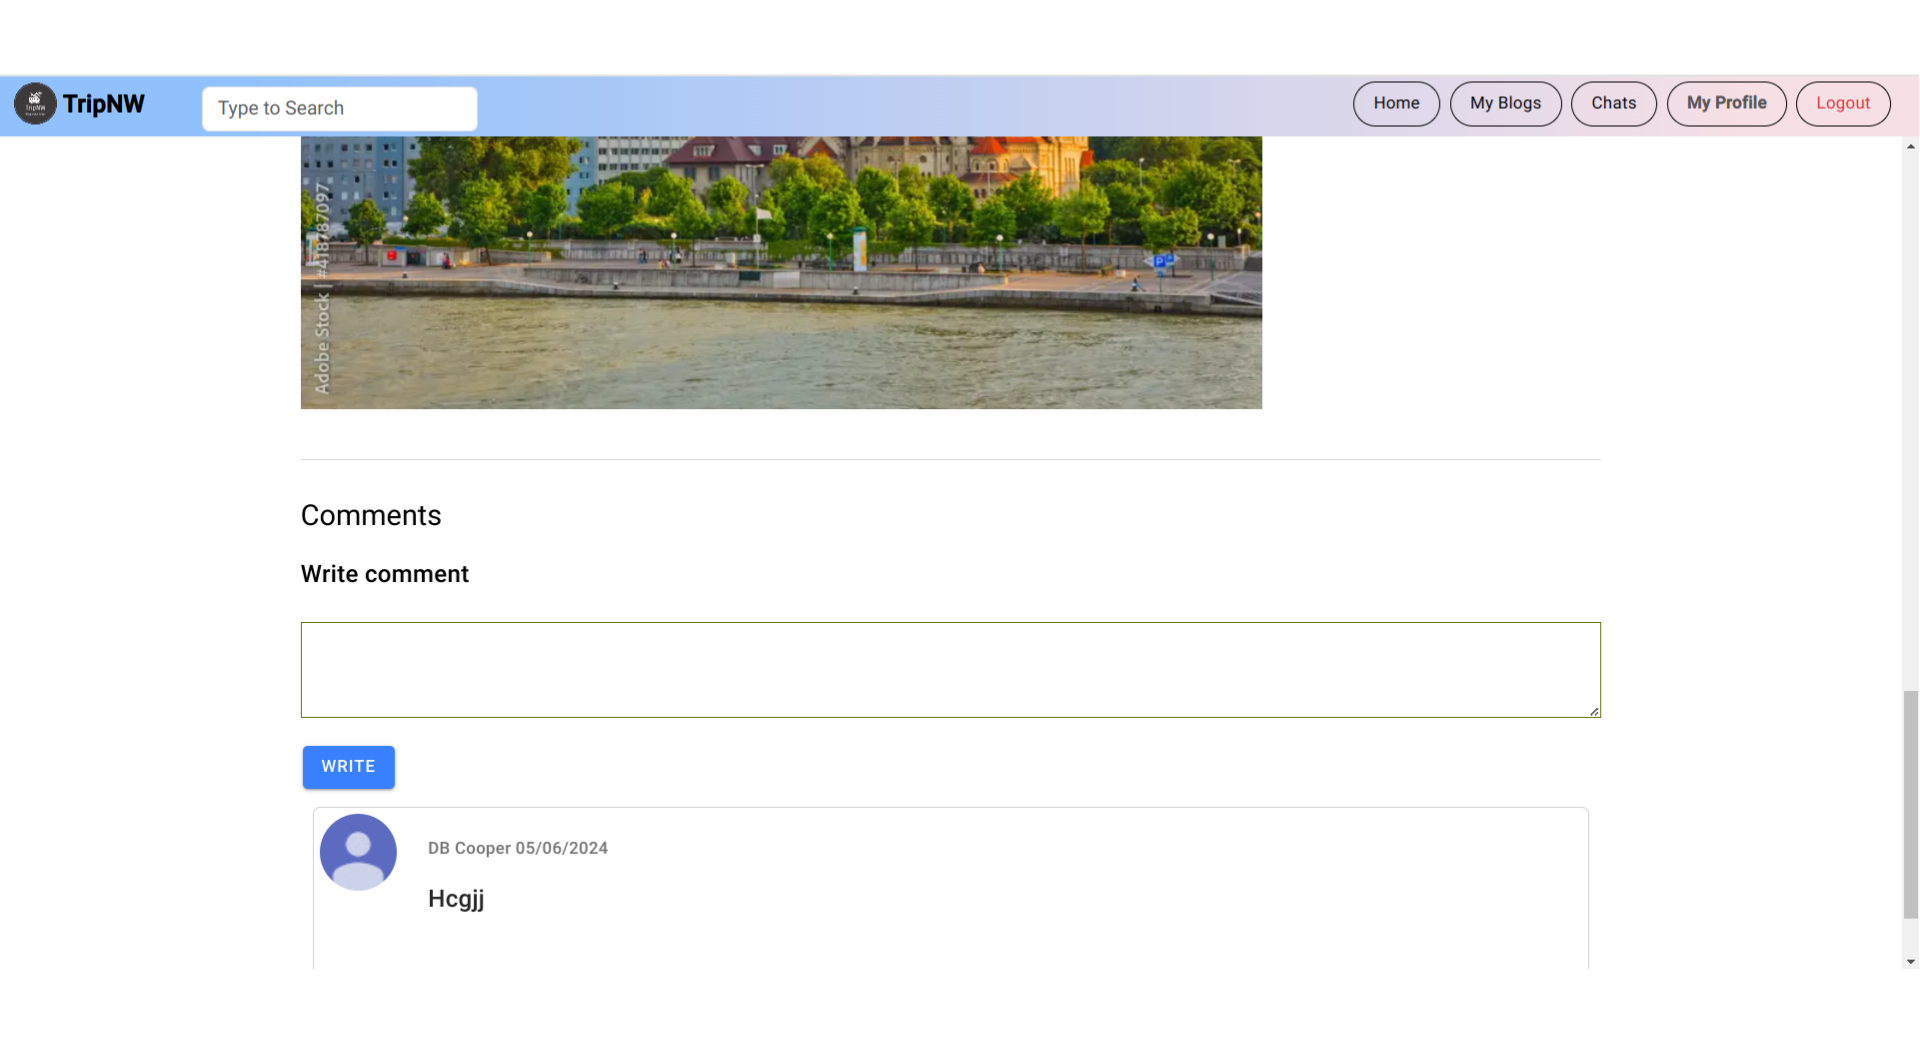 TripNW
TripNW
Type to Search
Home
My Blogs
Chats
My Profile
Logout
Adobe Stock | #418787097
P
Comments
Write comment
WRITE
DB Cooper 05/06/2024
Hcgjj